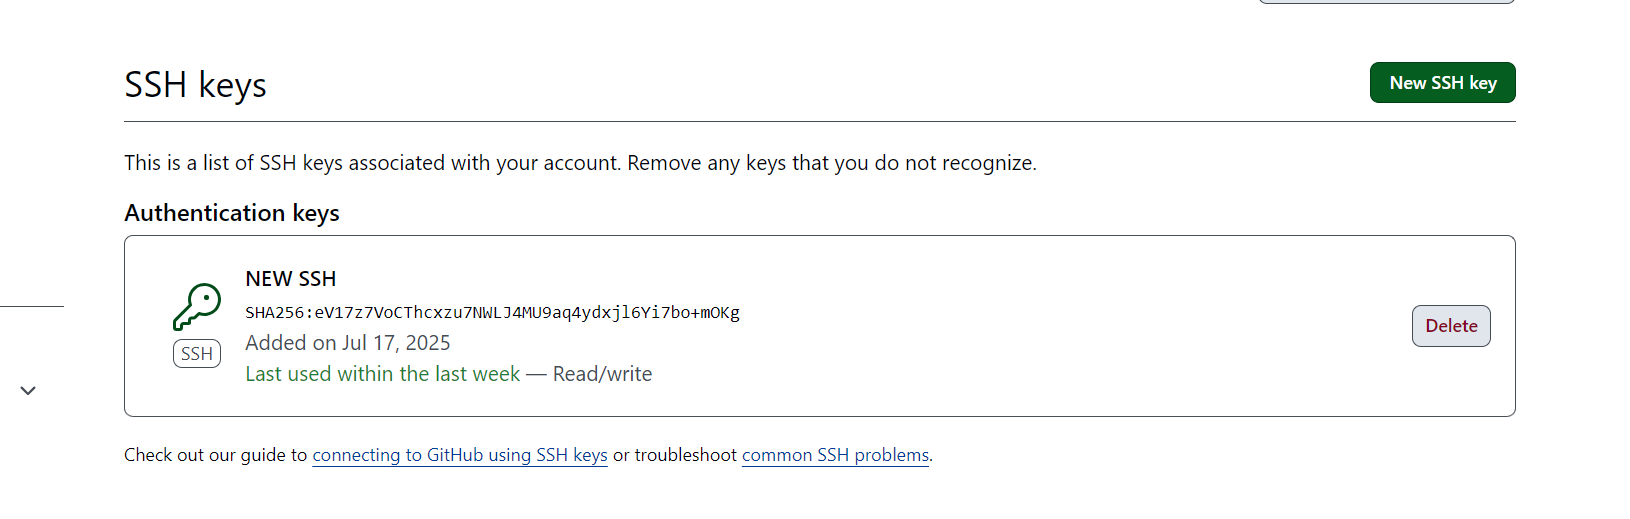 SSH keys
New SSH key
This is a list of SSH keys associated with your account. Remove any keys that you do not recognize.
Authentication keys
NEW SSH
SHA256:eV17z7VoCThcxzu7NWLJ4MU9aq4ydxjl6Yi7bo+mOKg
SSH
Added on Jul 17, 2025
Last used within the last week — Read/write
Delete
Check out our guide to connecting to GitHub using SSH keys or troubleshoot common SSH problems.